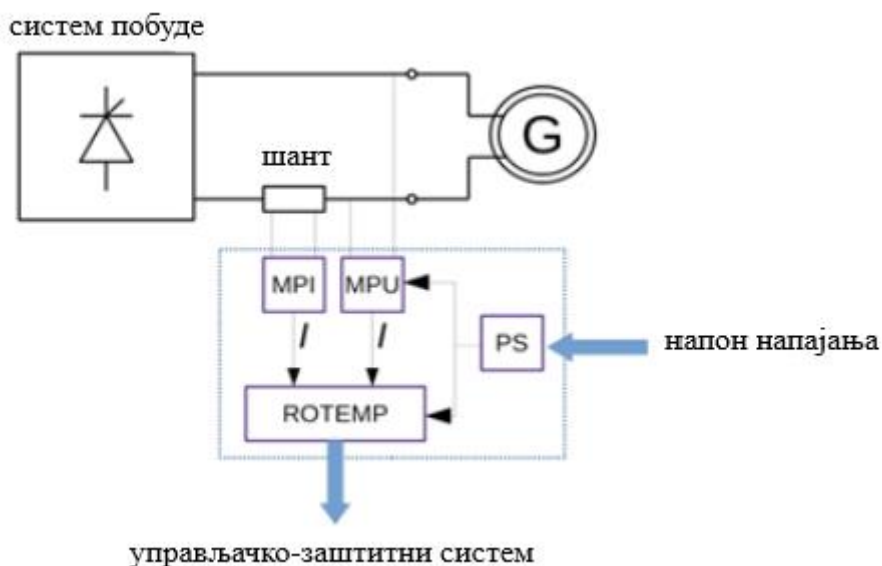 систем побуде
G
шант
MPI
MPU
I
I
PS
напон напајања
ROTEMP
управљачко-заштитни систем